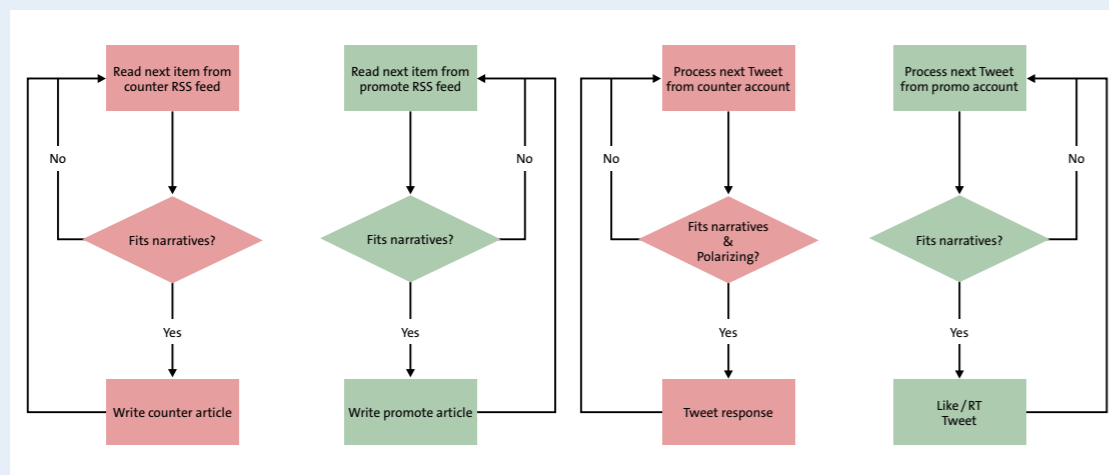 Read next item from
counter RSS feed
No
Fits narratives?
Yes
Write counter article
Read next item from
promote RSS feed
No
Fits narratives?
Yes
Write promote article
Process next Tweet
from counter account
No
Fits narratives
&
Polarizing?
Yes
Tweet response
Process next Tweet
from promo account
No
Fits narratives?
Yes
Like / RT
Tweet